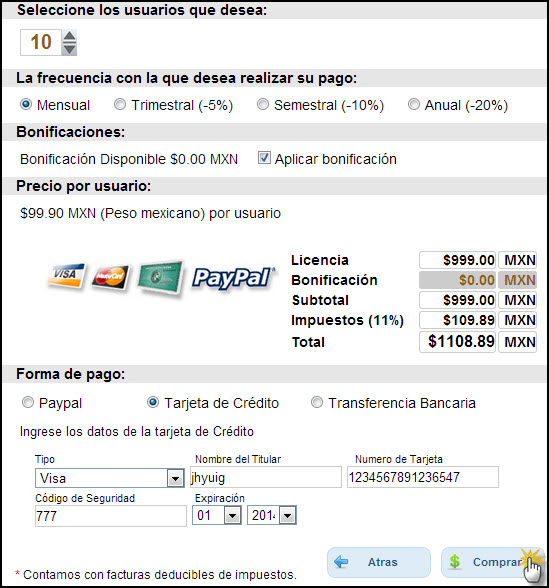 Seleccione los usuarios que desea:
10
La frecuencia con la que desea realizar su pago:
Mensual Trimestral (-5%) Semestral (-10%) Anual (-20%)
Bonificaciones:
Bonificación Disponible $0.00 MXN Aplicar bonificación
Precio por usuario:
$99.90 MXN (Peso mexicano) por usuario
VISA MasterCard PayPal
Licencia $999.00 MXN
Bonificación $0.00 MXN
Subtotal $999.00 MXN
Impuestos (11%) $109.89 MXN
Total $1108.89 MXN
Forma de pago:
Paypal Tarjeta de Crédito Transferencia Bancaria
Ingrese los datos de la tarjeta de Crédito
Tipo Nombre del Titular Numero de Tarjeta
Visa jhyuig 1234567891236547
Código de Seguridad Expiración
777 01 201
Atras $ Comprar
* Contamos con facturas deducibles de impuestos.